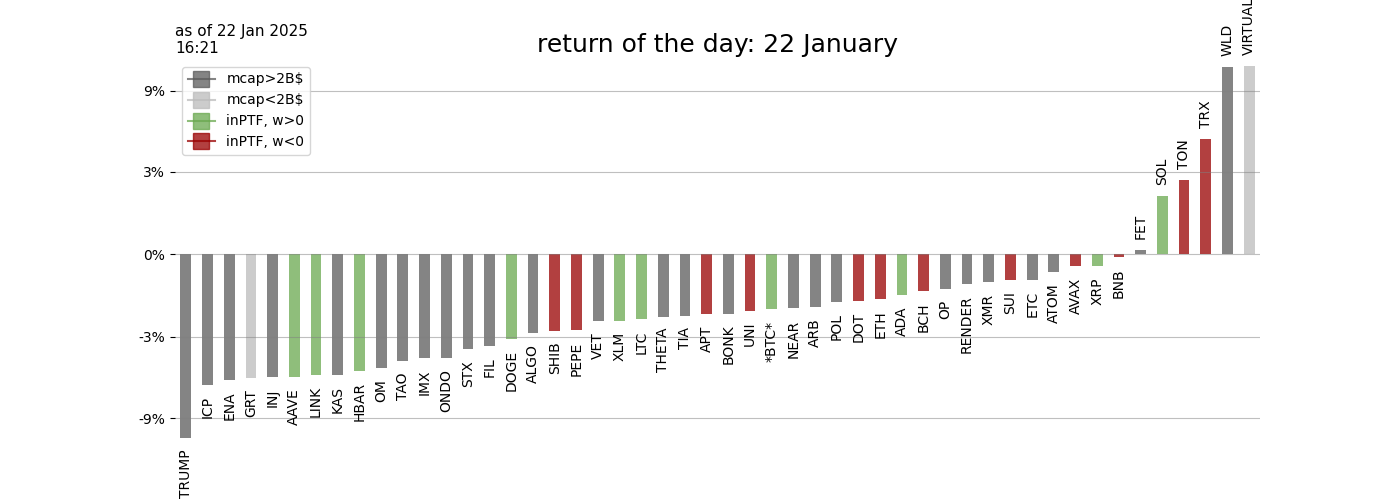 as of 22 Jan 2025
16:21
return of the day: 22 January
mcap>2B$
mcap<2B$
inPTF, w>0
inPTF, w<0
9%
3%
0%
-3%
-9%
TRUMP
ICP
ENA
GRT
INJ
AAVE
LINK
KAS
HBAR
OM
TAO
IMX
ONDO
STX
FIL
DOGE
ALGO
SHIB
PEPE
VET
XLM
LTC
THETA
TIA
APT
BONK
UNI
*BTC*
NEAR
ARB
POL
DOT
ETH
ADA
BCH
OP
RENDER
XMR
SUI
ETC
ATOM
AVAX
XRP
BNB
FET
SOL
TON
TRX
WLD
VIRTUAL